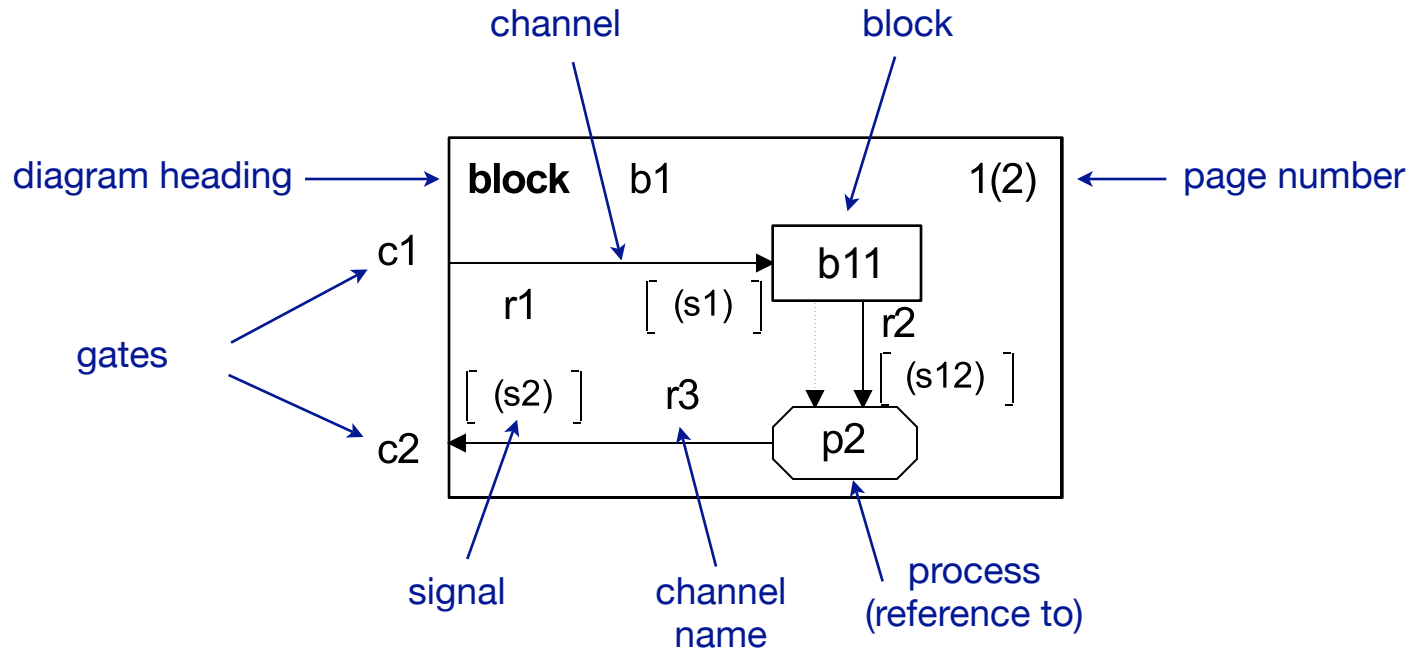 channel
block
diagram heading
block b1
1(2)
page number
c1
b11
r1
[ (s1) ]
r2
gates
[ (s2) ]
r3
[ (s12) ]
c2
p2
signal
channel
name
process
(reference to)